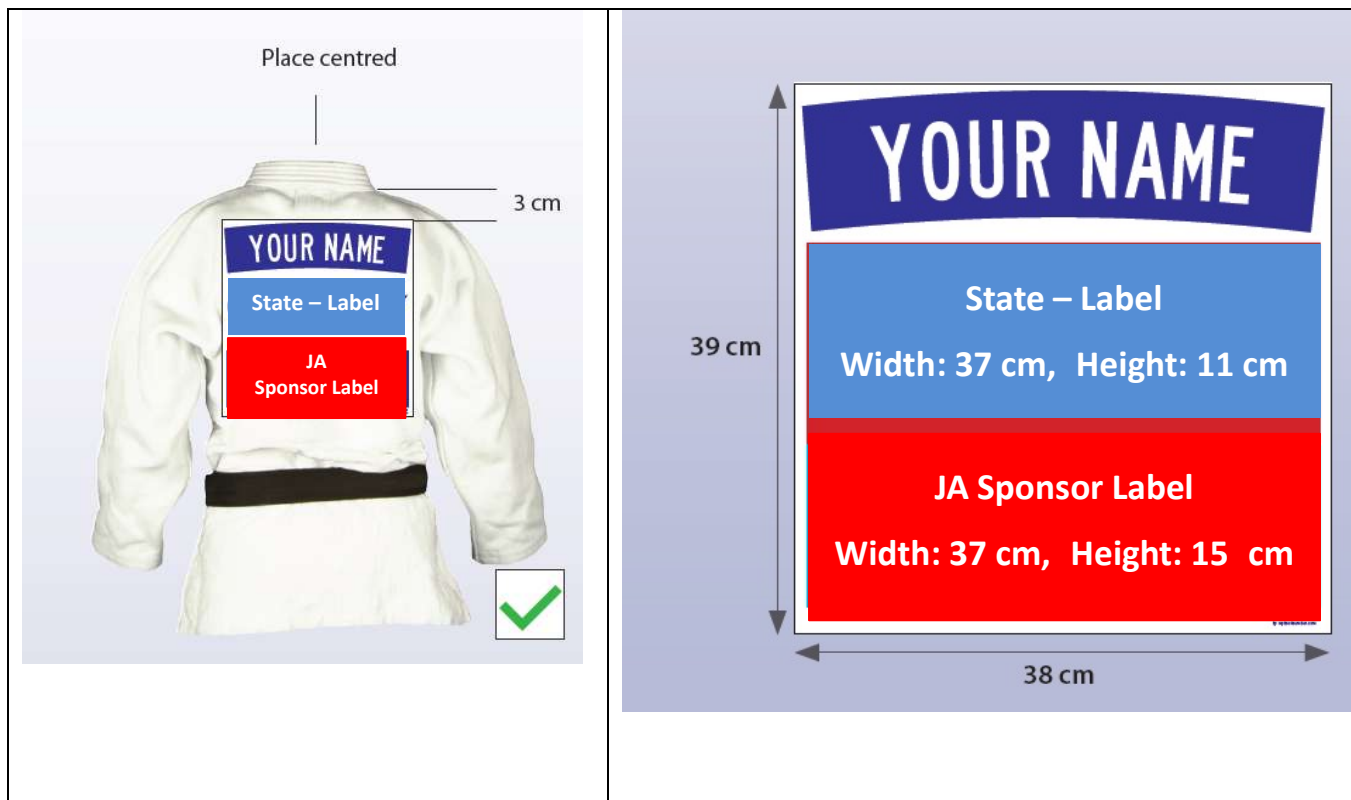 Place centred
3 cm
YOUR NAME
State – Label
JA
Sponsor Label
YOUR NAME
State – Label
Width: 37 cm, Height: 11 cm
39 cm
JA Sponsor Label
Width: 37 cm, Height: 15 cm
38 cm